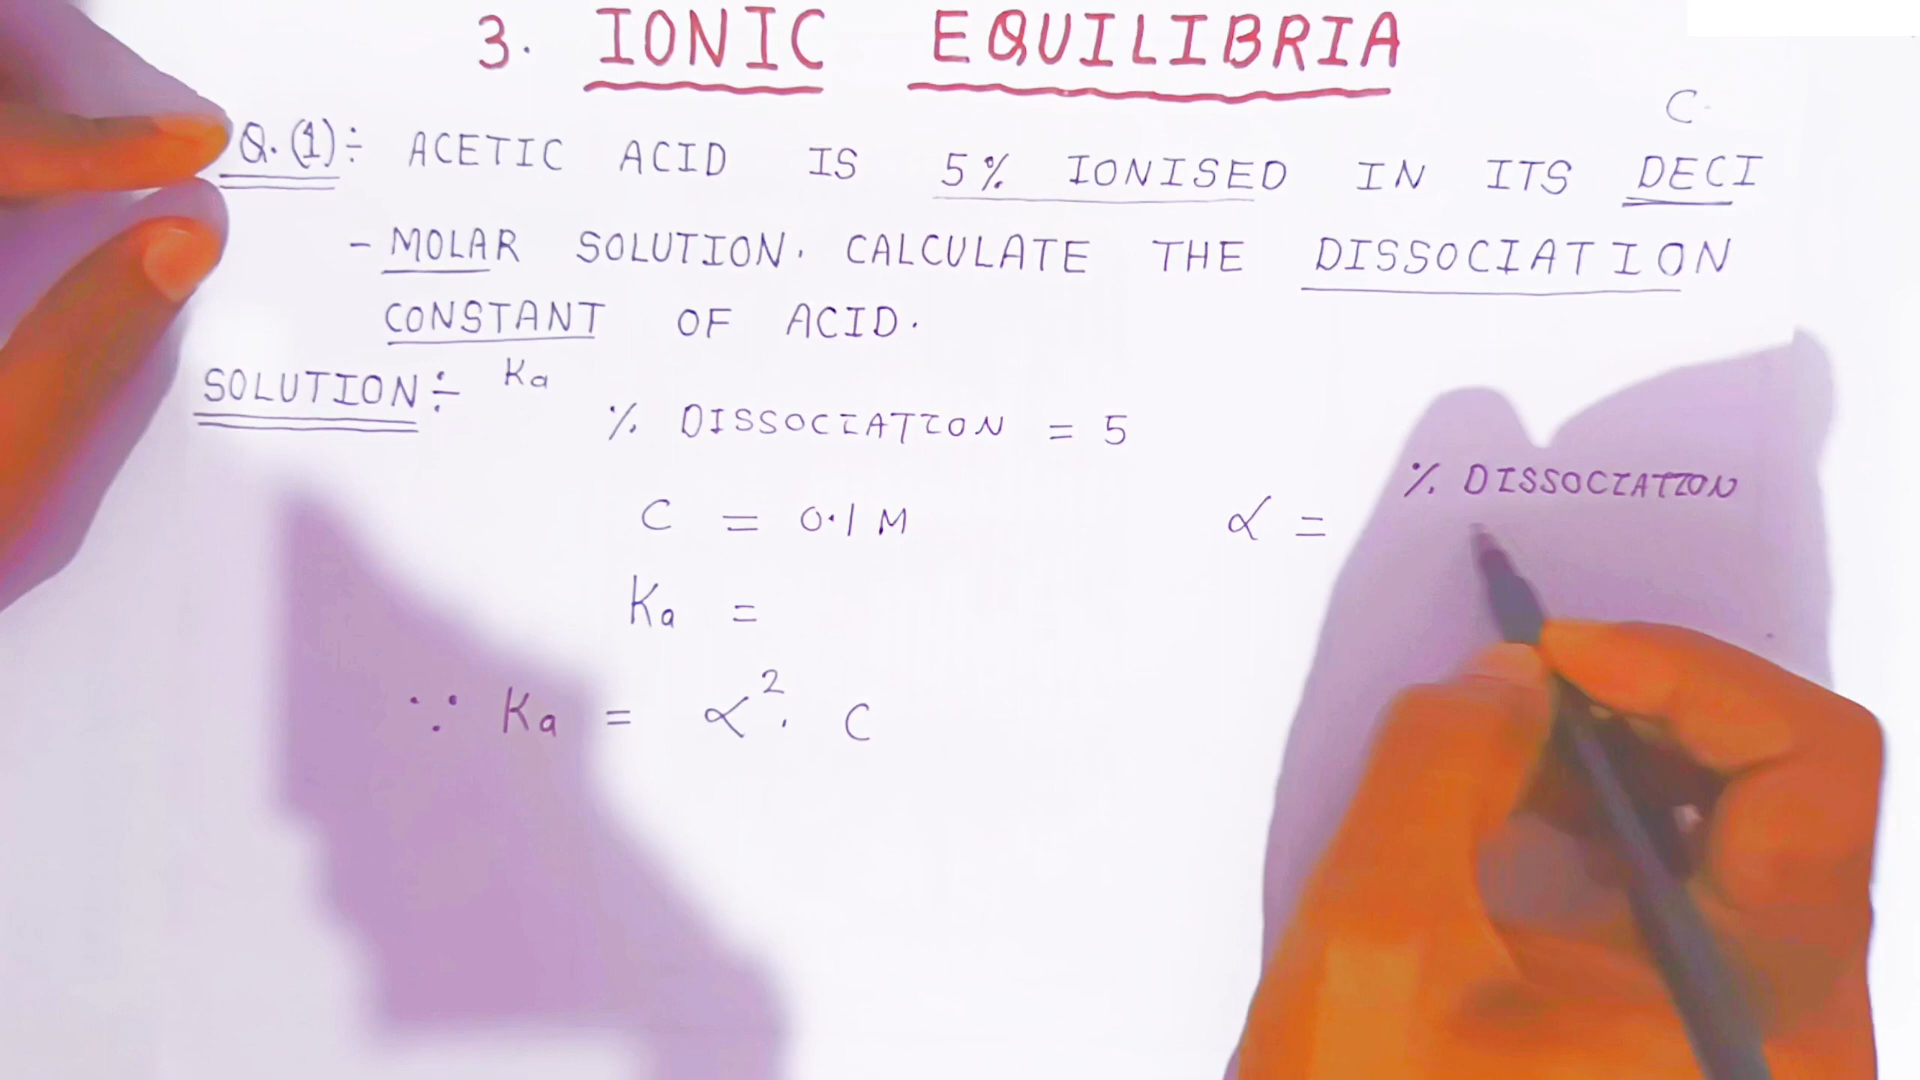 3. IONIC EQUILIBRIA
C
Q.(1)÷ ACETIC ACID IS 5% IONISED IN ITS DECI
- MOLAR SOLUTION. CALCULATE THE DISSOCIATION
CONSTANT OF ACID.
SOLUTION÷ Ka
% DISSOCIATION = 5
α = % DISSOCIATION
C = 0.1 M
Ka =
∵ Ka = α². C